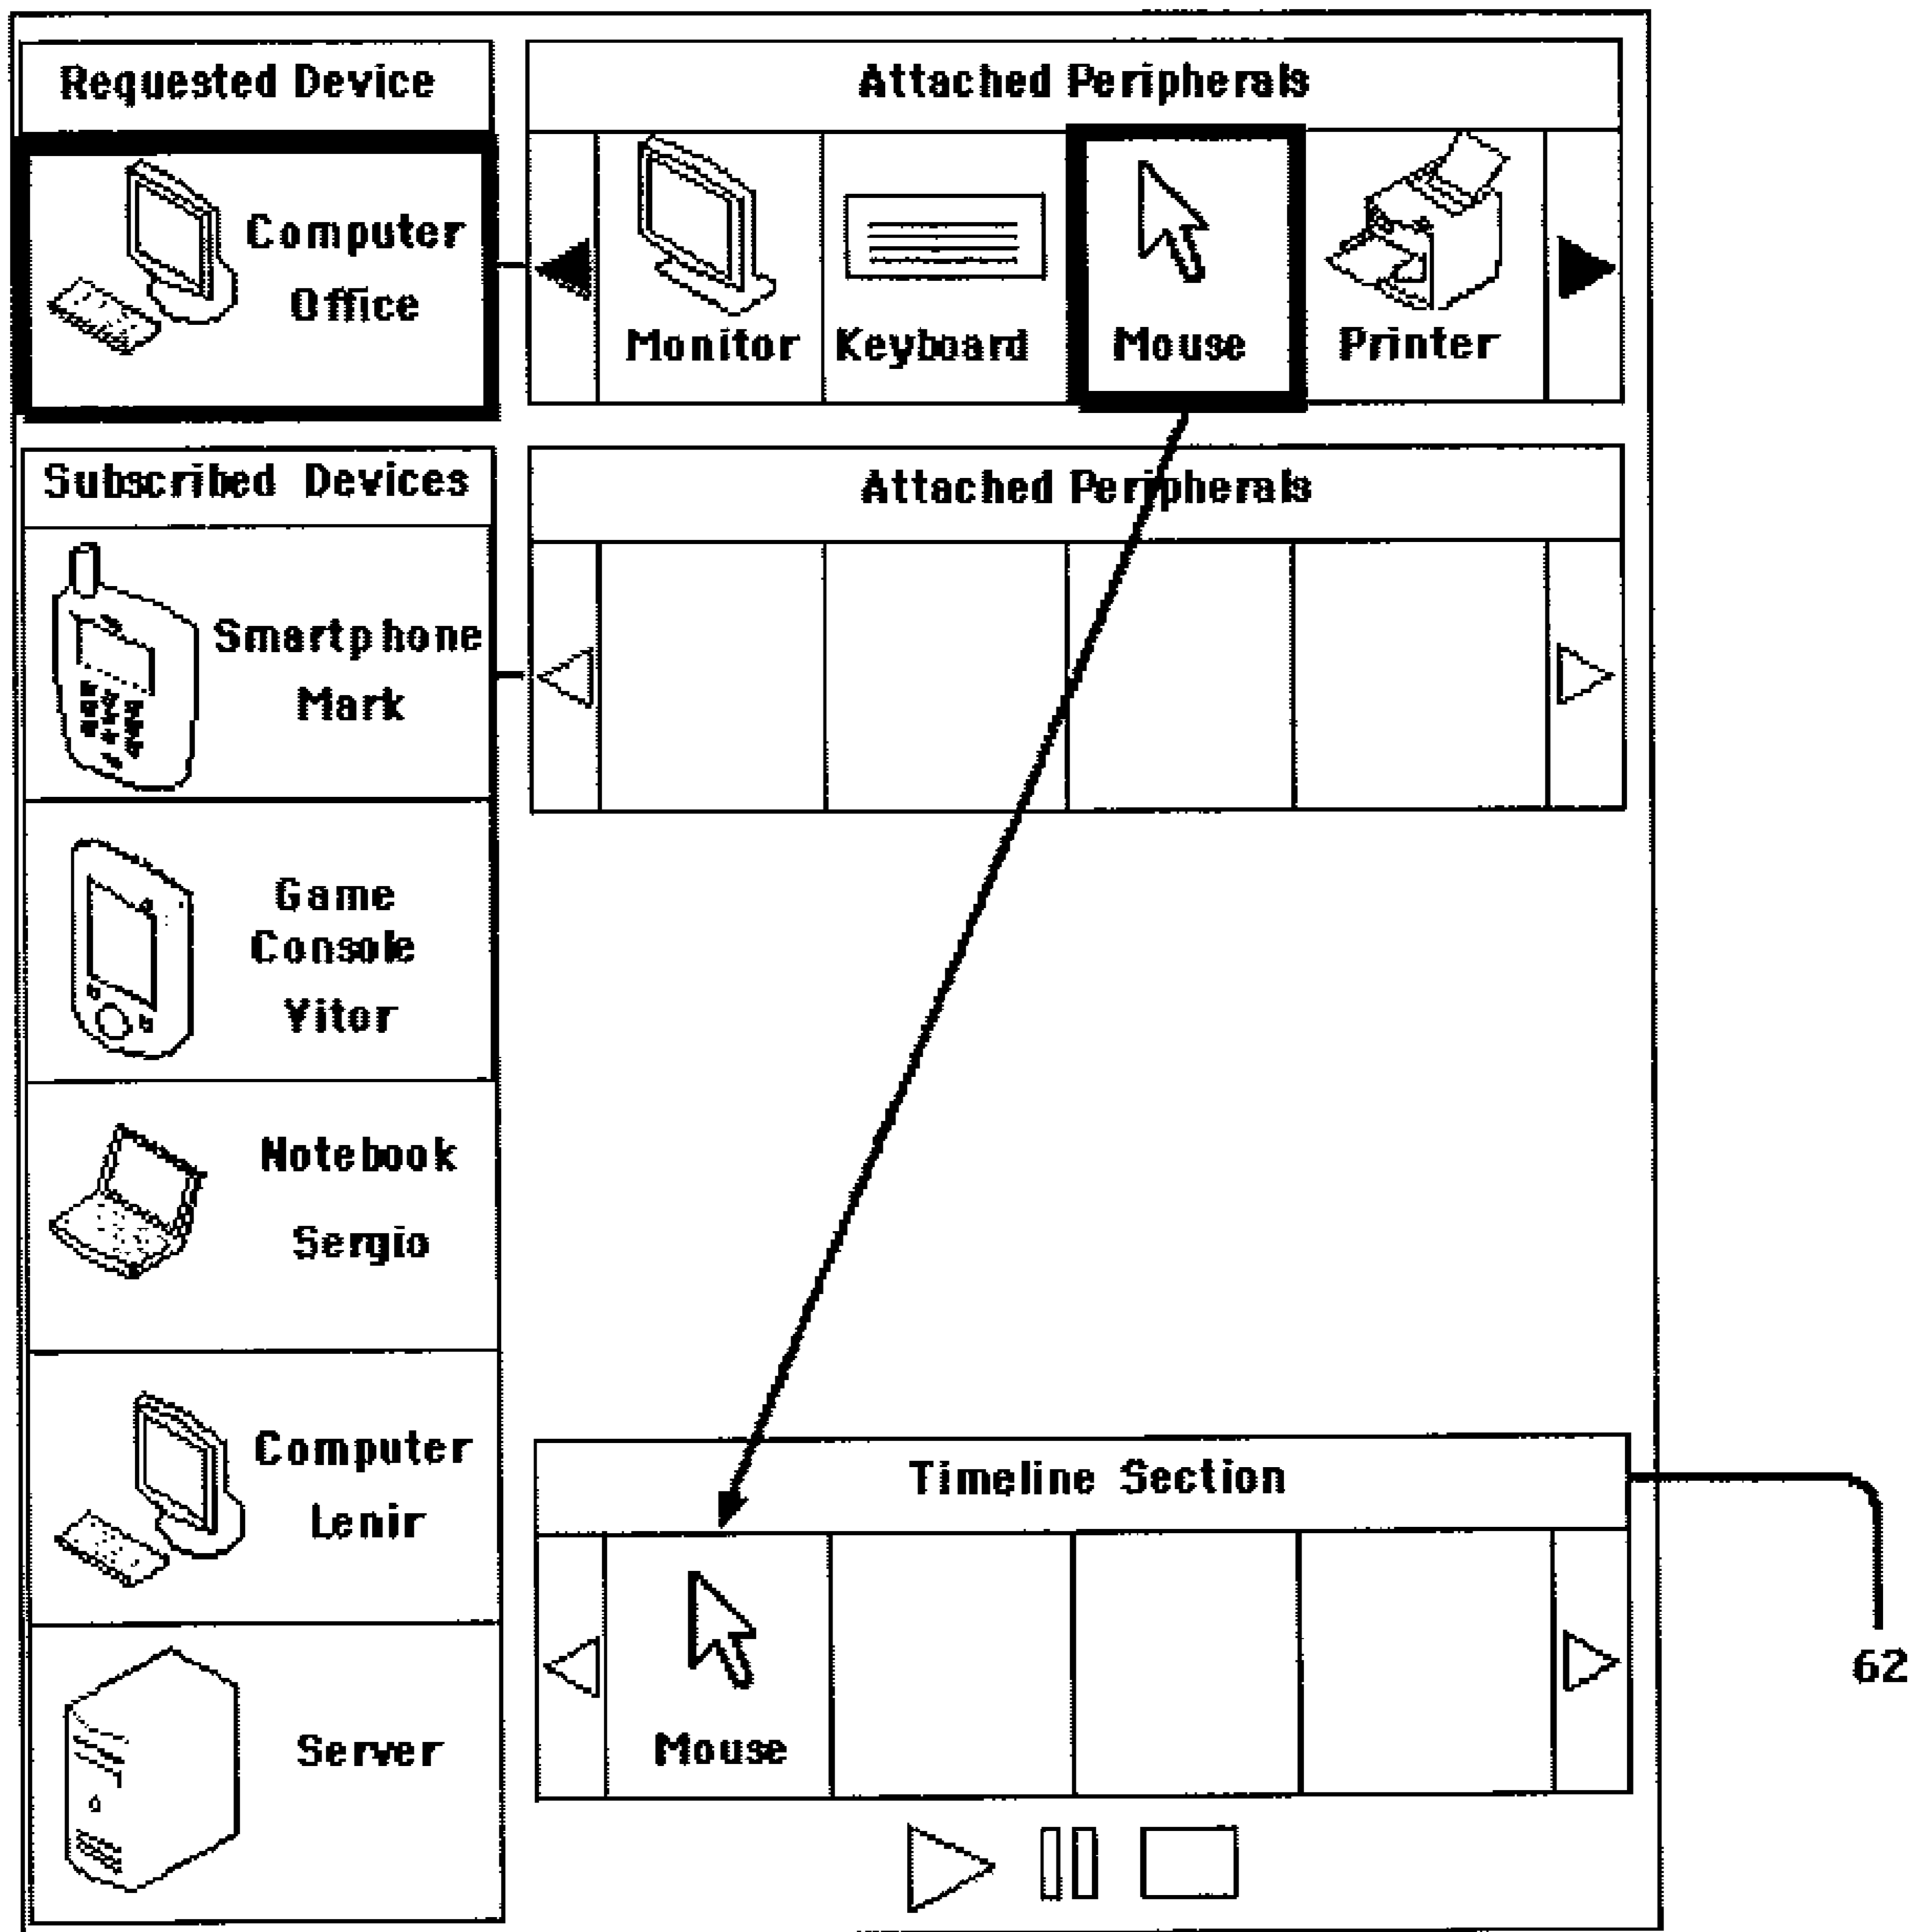 Requested Device
Attached Peripherals
Computer
Office
Monitor
Keyboard
Mouse
Printer
Subscribed Devices
Attached Peripherals
Smartphone
Mark
Game
Console
Vitor
Notebook
Sergio
Computer
Lenir
Timeline Section
62
Mouse
Server